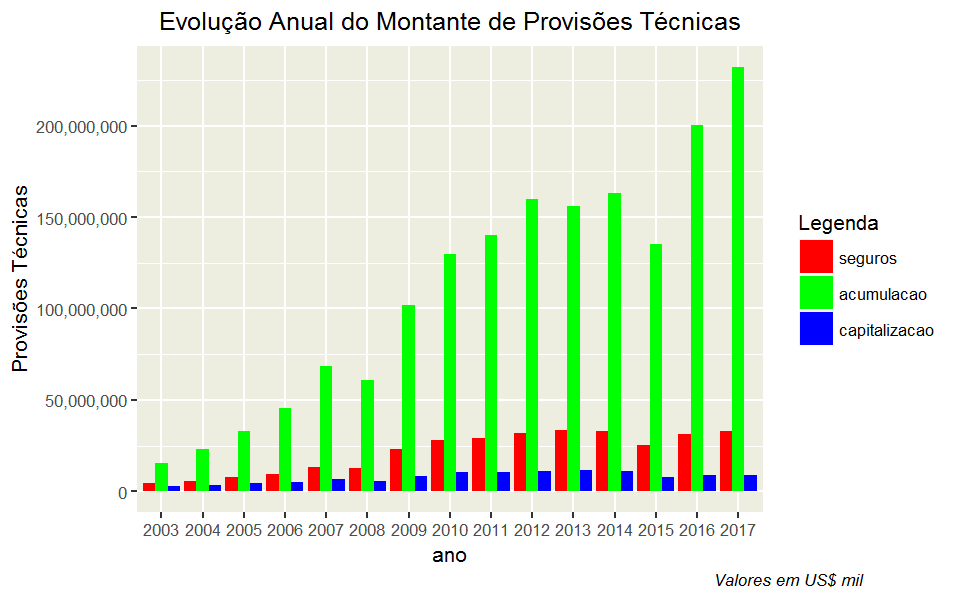 Evolução Anual do Montante de Provisões Técnicas
Provisões Técnicas
200,000,000
150,000,000
100,000,000
50,000,000
0
2003 2004 2005 2006 2007 2008 2009 2010 2011 2012 2013 2014 2015 2016 2017
ano
Legenda
seguros
acumulacao
capitalizacao
Valores em US$ mil